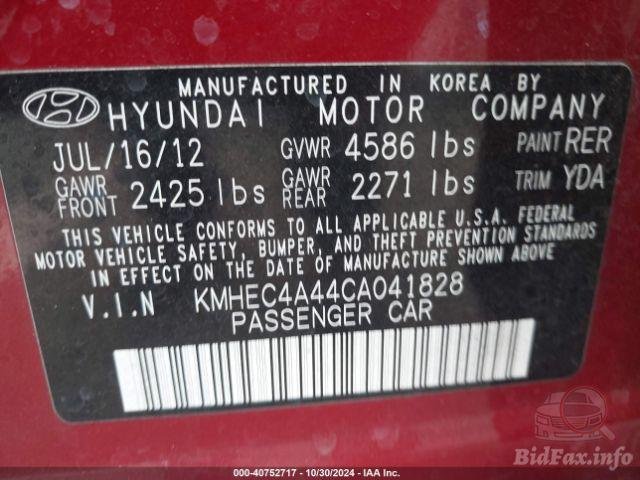 MANUFACTURED IN KOREA BY
HYUNDAI MOTOR COMPANY
JUL/16/12 GVWR 4586 lbs PAINT RER
GAWR FRONT 2425 lbs GAWR REAR 2271 lbs TRIM YDA
THIS VEHICLE CONFORMS TO ALL APPLICABLE U.S.A. FEDERAL
MOTOR VEHICLE SAFETY, BUMPER, AND THEFT PREVENTION STANDARDS
IN EFFECT ON THE DATE OF MANUFACTURE SHOWN ABOVE.
V.I.N KMHEC4A44CA041828
PASSENGER CAR
BidFax.info
000-40752717 - 10/30/2024 - IAA Inc.